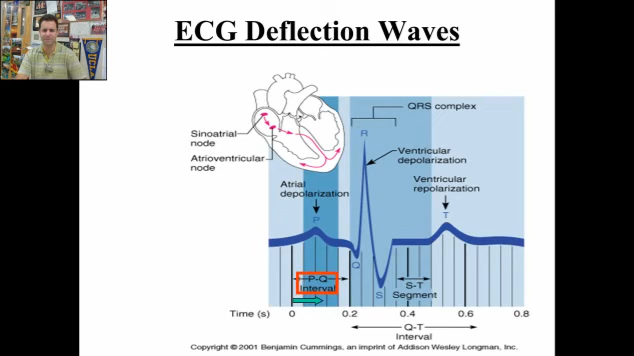 ECG Deflection Waves
UCLA
QRS complex
R
Sinoatrial
node
Atrioventricular
node
Ventricular
depolarization
Atrial
depolarization
Ventricular
repolarization
P
T
Q
S
P-Q
Interval
S-T
Segment
Time (s)
0
0.2
0.4
0.6
0.8
Q-T
Interval
Copyright © 2001 Benjamin Cummings, an imprint of Addison Wesley Longman, Inc.